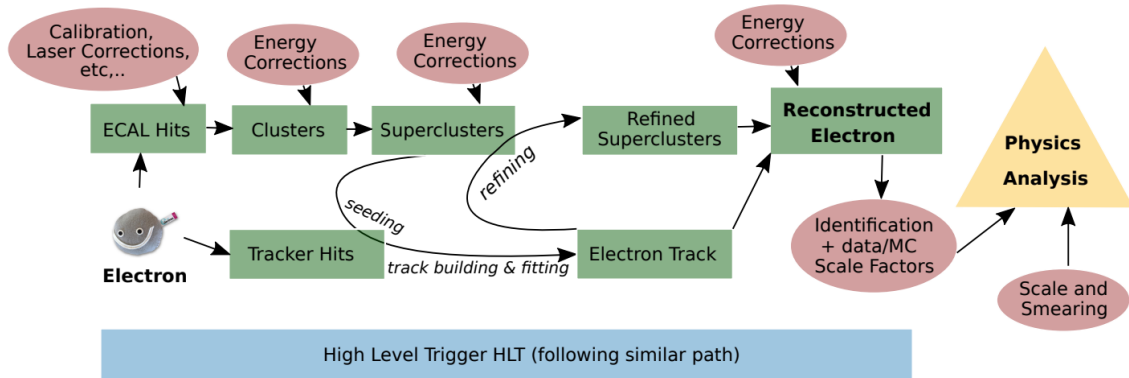 Calibration,
Laser Corrections,
etc,..
Energy
Corrections
Energy
Corrections
Energy
Corrections
ECAL Hits
Clusters
Superclusters
Refined
Superclusters
Reconstructed
Electron
Physics
Analysis
refining
seeding
Electron
Tracker Hits
track building & fitting
Electron Track
Identification
+ data/MC
Scale Factors
Scale and
Smearing
High Level Trigger HLT (following similar path)